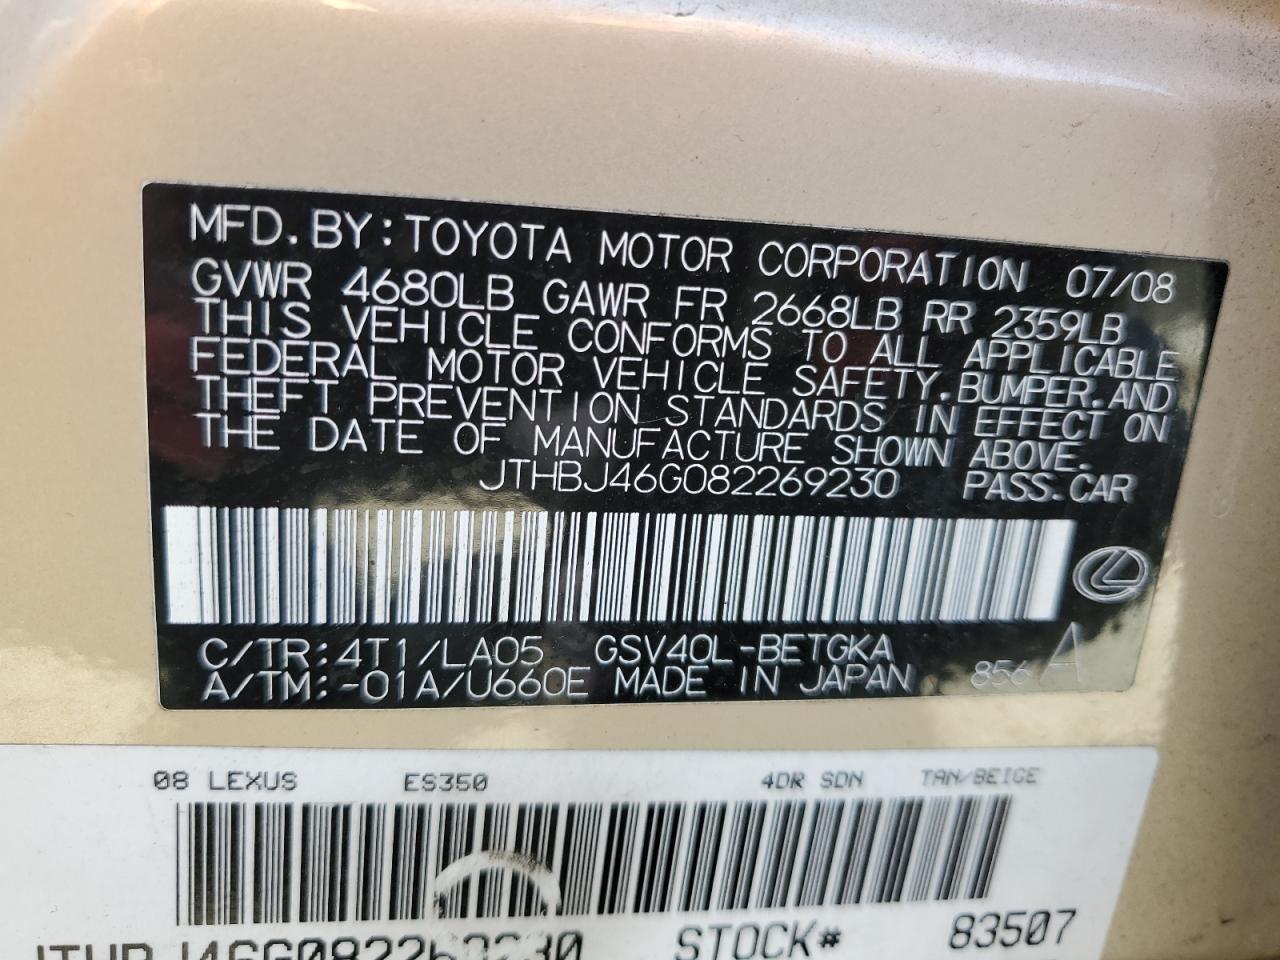 MFD.BY:TOYOTA MOTOR CORPORATION 07/08
GVWR 4680LB GAWR FR 2668LB RR 2359LB
THIS VEHICLE CONFORMS TO ALL APPLICABLE
FEDERAL MOTOR VEHICLE SAFETY.BUMPER.AND
THEFT PREVENTION STANDARDS IN EFFECT ON
THE DATE OF MANUFACTURE SHOWN ABOVE.
JTHBJ46G082269230 PASS.CAR
C/TR:4T1/LA05 GSV40L-BETGKA
A/TM:-01A/U660E MADE IN JAPAN 856 A
08 LEXUS ES350 4DR SDN TAN/BEIGE
JTHBJ46G082269230 STOCK# 83507